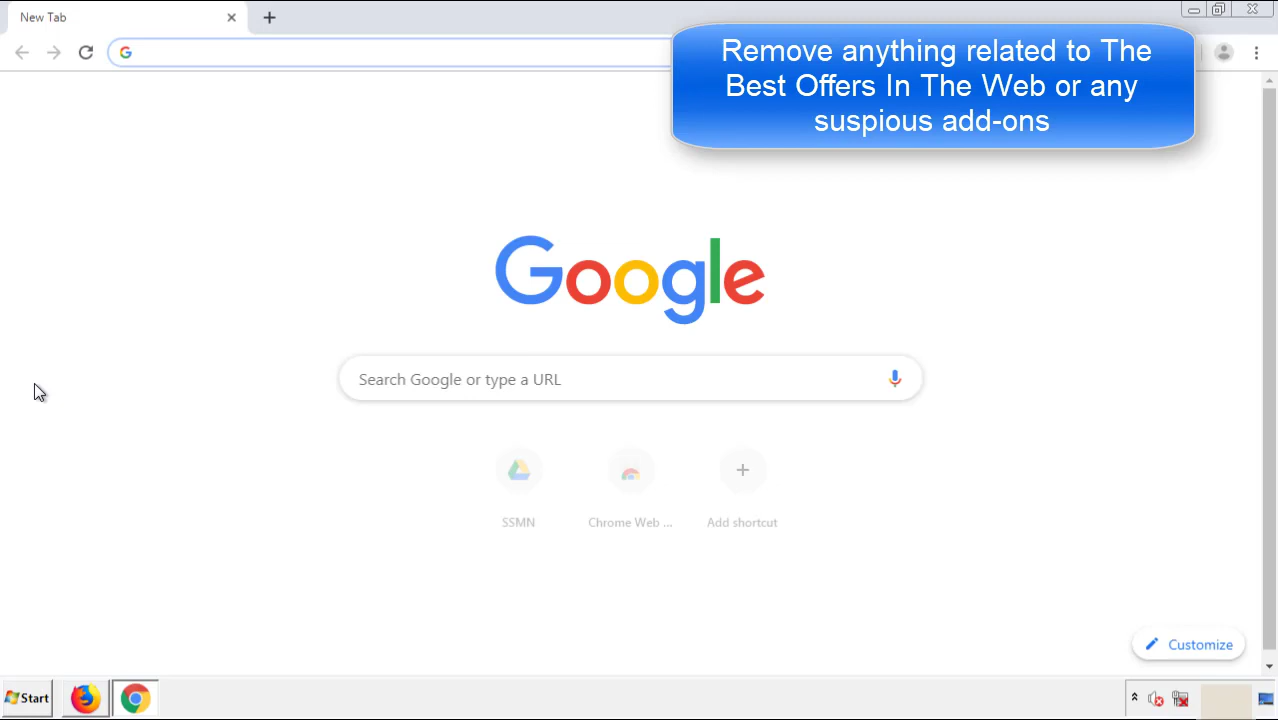 New Tab
Remove anything related to The
Best Offers In The Web or any
suspious add-ons
Google
Search Google or type a URL
SSMN
Chrome Web ...
Add shortcut
Customize
Start